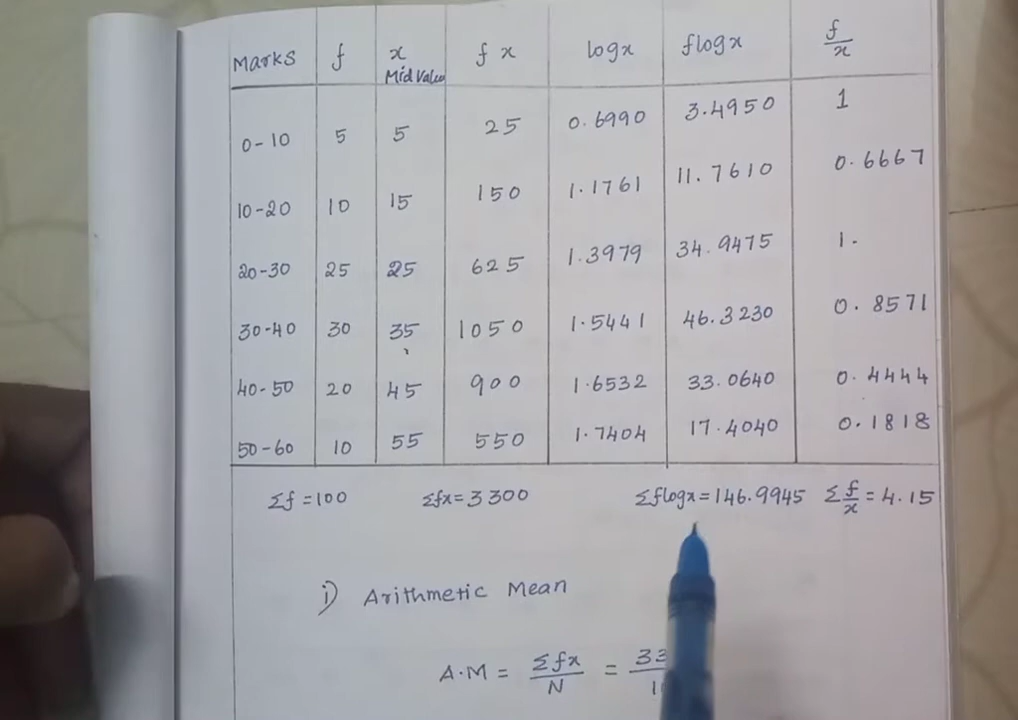 Marks f x f x logx flogx f/x
Mid Value
0-10 5 5 25 0.6990 3.4950 1
10-20 10 15 150 1.1761 11.7610 0.6667
20-30 25 25 625 1.3979 34.9475 1.
30-40 30 35 1050 1.5441 46.3230 0.8571
40-50 20 45 900 1.6532 33.0640 0.4444
50-60 10 55 550 1.7404 17.4040 0.1818
Σf = 100 Σfx = 3300 Σflogx = 146.9945 Σf/x = 4.15
i) Arithmetic Mean
A.M = Σfx/N = 33